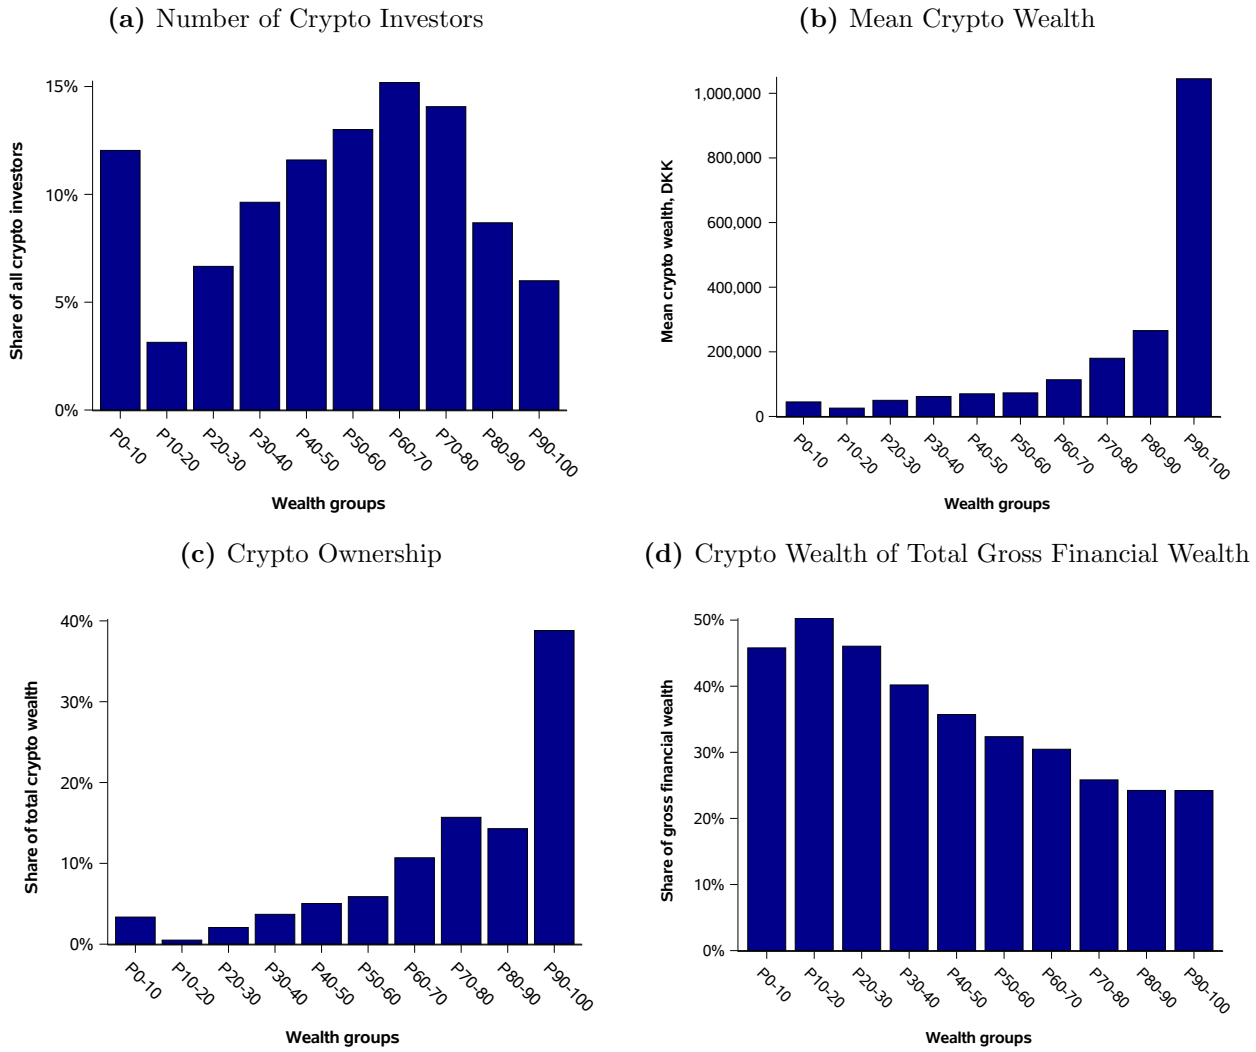 (a) Number of Crypto Investors
Share of all crypto investors
15%
10%
5%
0%
P0-10
P10-20
P20-30
P30-40
P40-50
P50-60
P60-70
P70-80
P80-90
P90-100
Wealth groups
(b) Mean Crypto Wealth
Mean crypto wealth, DKK
1,000,000
800,000
600,000
400,000
200,000
0
P0-10
P10-20
P20-30
P30-40
P40-50
P50-60
P60-70
P70-80
P80-90
P90-100
Wealth groups
(c) Crypto Ownership
Share of total crypto wealth
40%
30%
20%
10%
0%
P0-10
P10-20
P20-30
P30-40
P40-50
P50-60
P60-70
P70-80
P80-90
P90-100
Wealth groups
(d) Crypto Wealth of Total Gross Financial Wealth
Share of gross financial wealth
50%
40%
30%
20%
10%
0%
P0-10
P10-20
P20-30
P30-40
P40-50
P50-60
P60-70
P70-80
P80-90
P90-100
Wealth groups